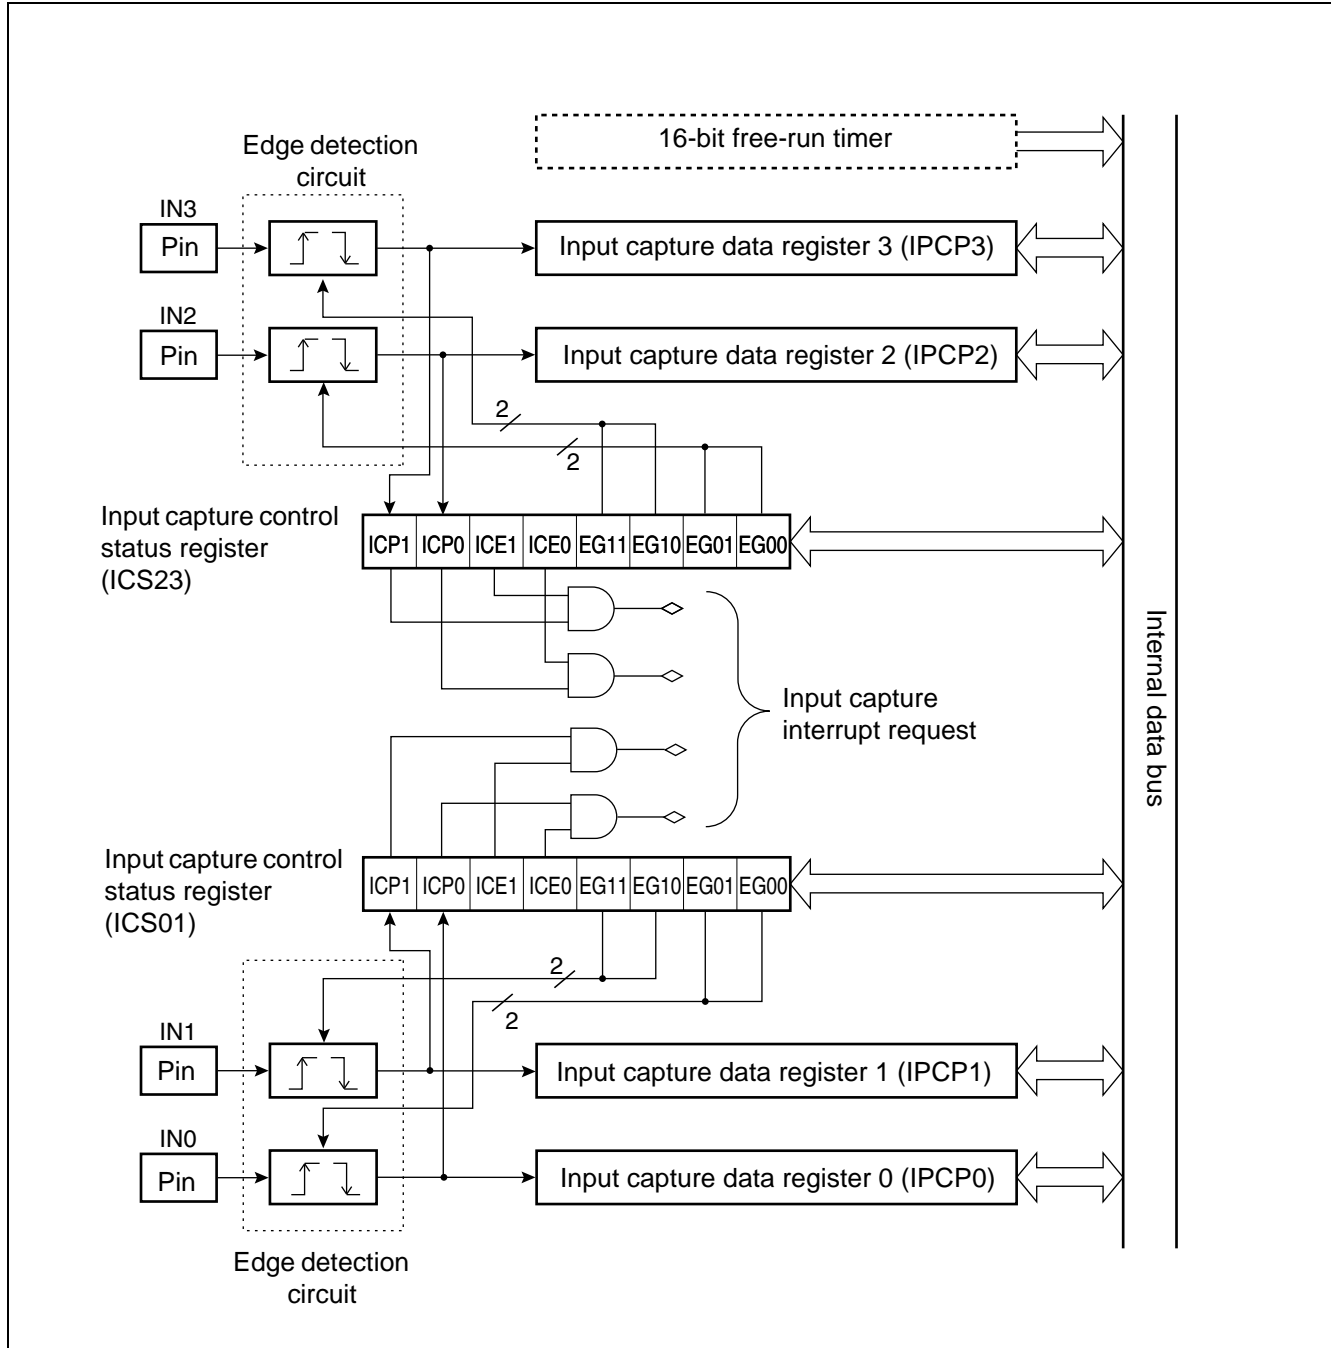 16-bit free-run timer
Edge detection
circuit
IN3
Pin
Input capture data register 3 (IPCP3)
IN2
Pin
Input capture data register 2 (IPCP2)
2
2
Input capture control
status register
(ICS23)
ICP1 ICP0 ICE1 ICE0 EG11 EG10 EG01 EG00
Input capture
interrupt request
Internal data bus
Input capture control
status register
(ICS01)
ICP1 ICP0 ICE1 ICE0 EG11 EG10 EG01 EG00
2
2
IN1
Pin
Input capture data register 1 (IPCP1)
IN0
Pin
Input capture data register 0 (IPCP0)
Edge detection
circuit